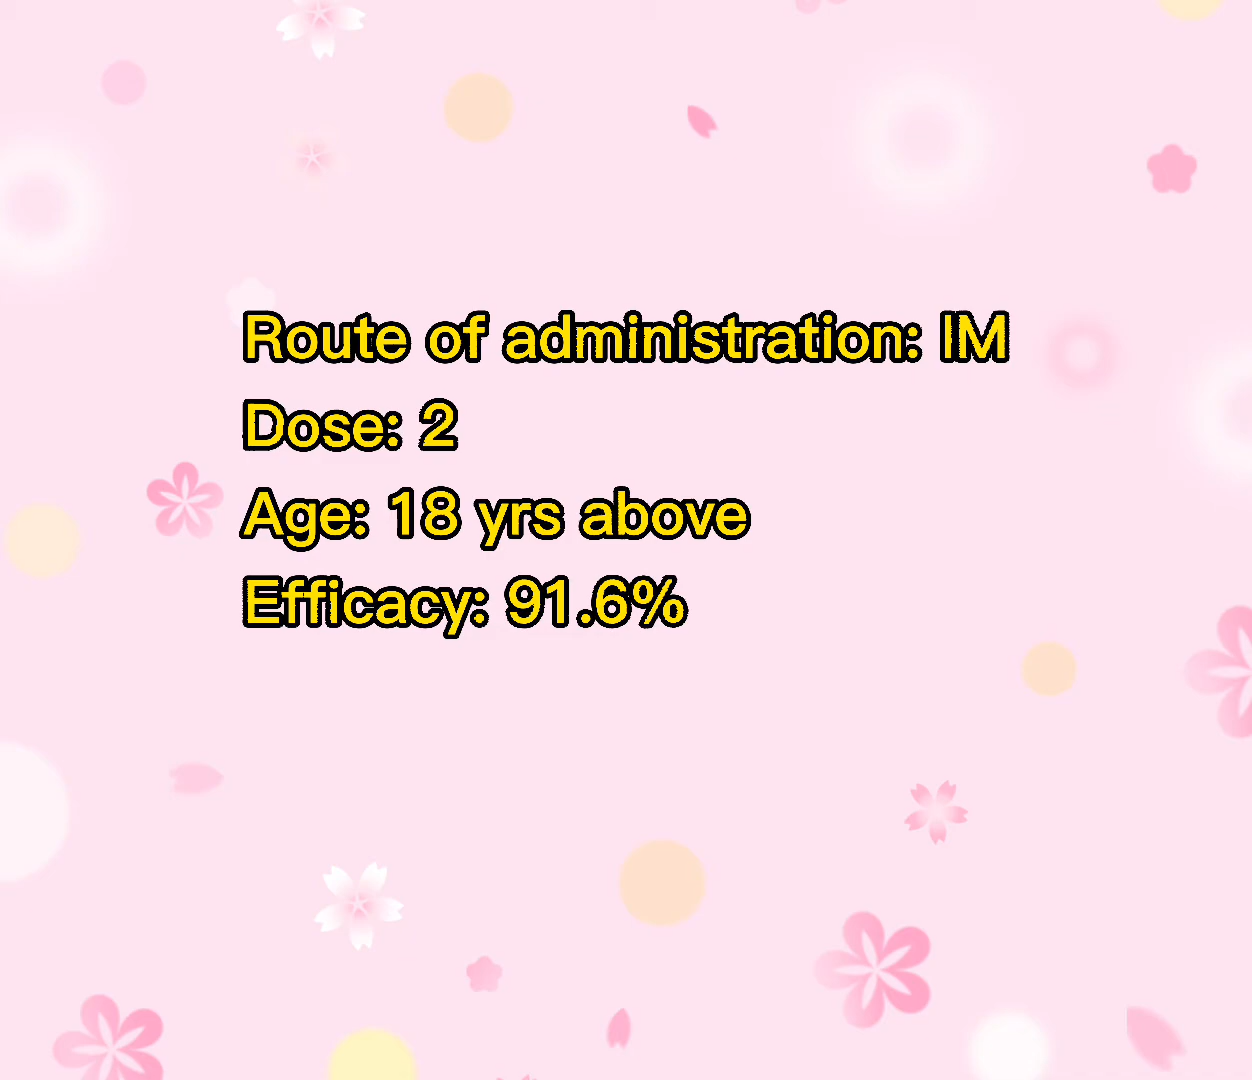 Route of administration: IM
Dose: 2
Age: 18 yrs above
Efficacy: 91.6%